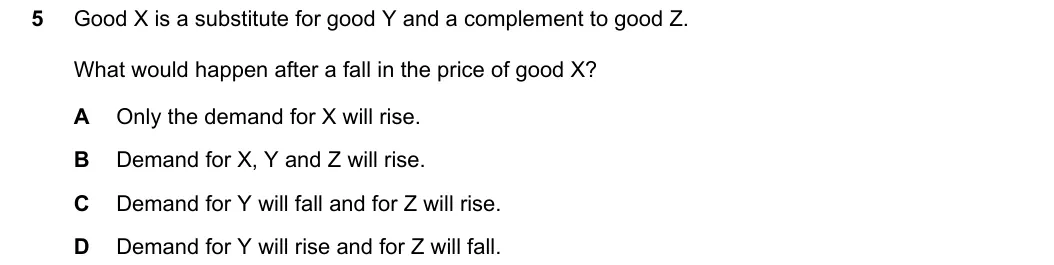 5 Good X is a substitute for good Y and a complement to good Z.
What would happen after a fall in the price of good X?
A Only the demand for X will rise.
B Demand for X, Y and Z will rise.
C Demand for Y will fall and for Z will rise.
D Demand for Y will rise and for Z will fall.